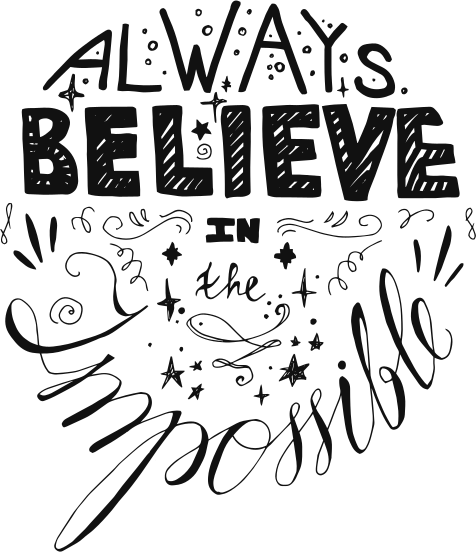 ALWAYS
BELIEVE
IN
the
Impossible